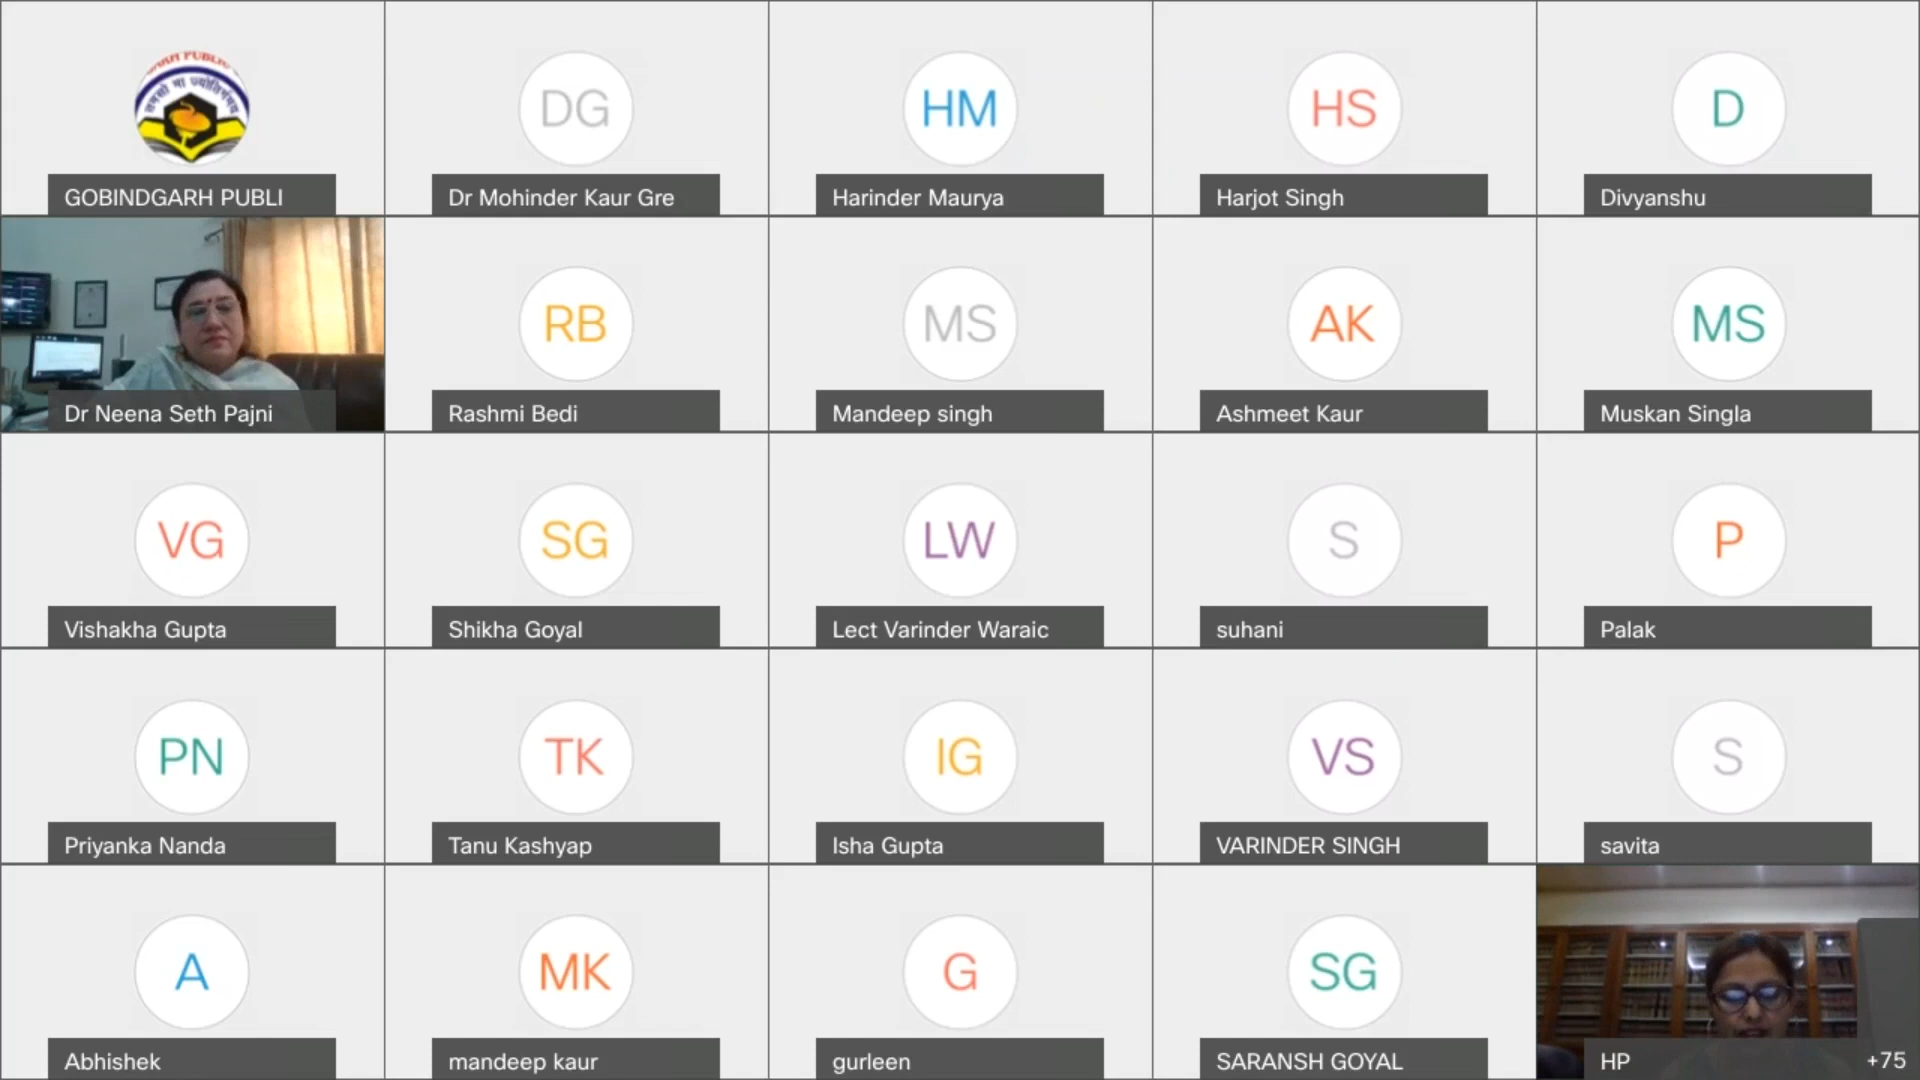 PUBLIC
तमसो मा ज्योतिर्गमय
GOBINDGARH PUBLI
DG
Dr Mohinder Kaur Gre
HM
Harinder Maurya
HS
Harjot Singh
D
Divyanshu
Dr Neena Seth Pajni
RB
Rashmi Bedi
MS
Mandeep singh
AK
Ashmeet Kaur
MS
Muskan Singla
VG
Vishakha Gupta
SG
Shikha Goyal
LW
Lect Varinder Waraic
S
suhani
P
Palak
PN
Priyanka Nanda
TK
Tanu Kashyap
IG
Isha Gupta
VS
VARINDER SINGH
S
savita
A
Abhishek
MK
mandeep kaur
G
gurleen
SG
SARANSH GOYAL
HP
+75